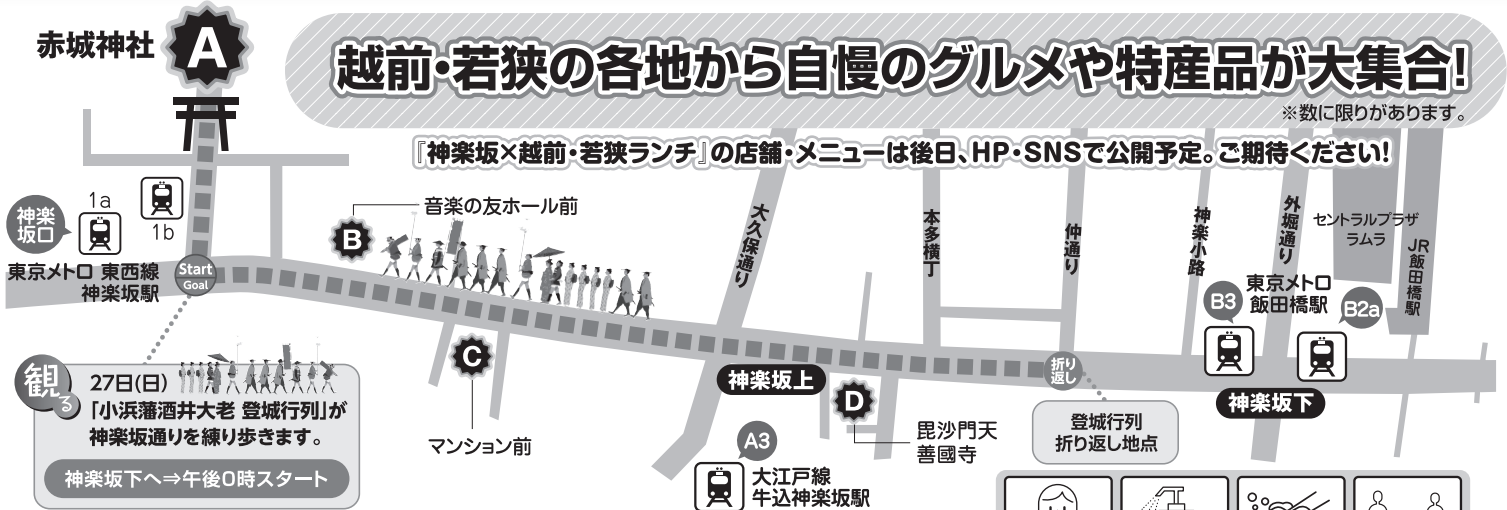 赤城神社
A
越前・若狭の各地から自慢のグルメや特産品が大集合!
※数に限りがあります。
『神楽坂×越前・若狭ランチ』の店舗・メニューは後日、HP・SNSで公開予定。ご期待ください!
神楽
坂口
1a
1b
東京メトロ 東西線
神楽坂駅
Start
Goal
B
音楽の友ホール前
大久保通り
本多横丁
仲通り
神楽小路
外堀通り
セントラルプラザ
ラムラ
JR飯田橋駅
東京メトロ
飯田橋駅
B3
B2a
C
マンション前
神楽坂上
D
毘沙門天
善國寺
折り
返し
神楽坂下
登城行列
折り返し地点
A3
大江戸線
牛込神楽坂駅
観る
27日(日)
「小浜藩酒井大老 登城行列」が
神楽坂通りを練り歩きます。
神楽坂下へ⇒午後0時スタート